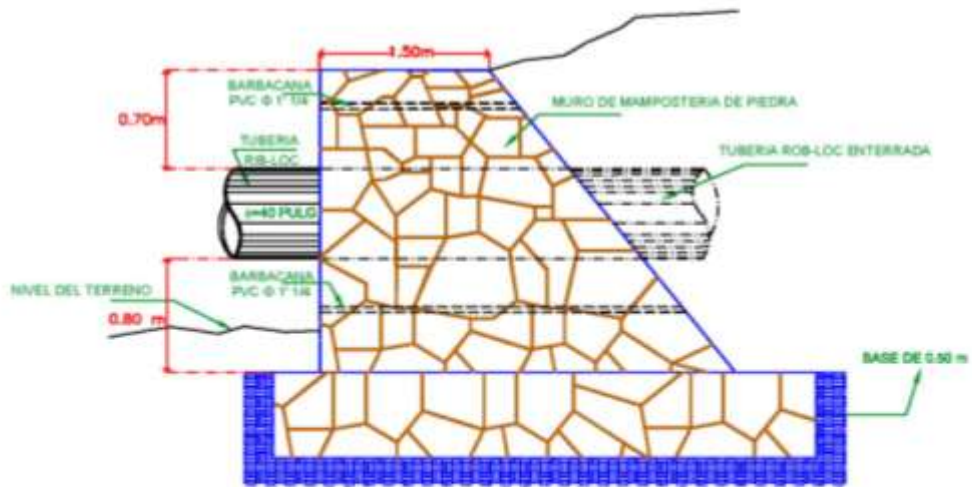 1.50m
BARBACANA
PVC Φ 1" 1/4
MURO DE MAMPOSTERIA DE PIEDRA
0.70m
TUBERIA
RIB-LOC
TUBERIA ROB-LOC ENTERRADA
=40 PULG
BARBACANA
PVC Φ 1" 1/4
NIVEL DEL TERRENO
0.80 m
BASE DE 0.50 m